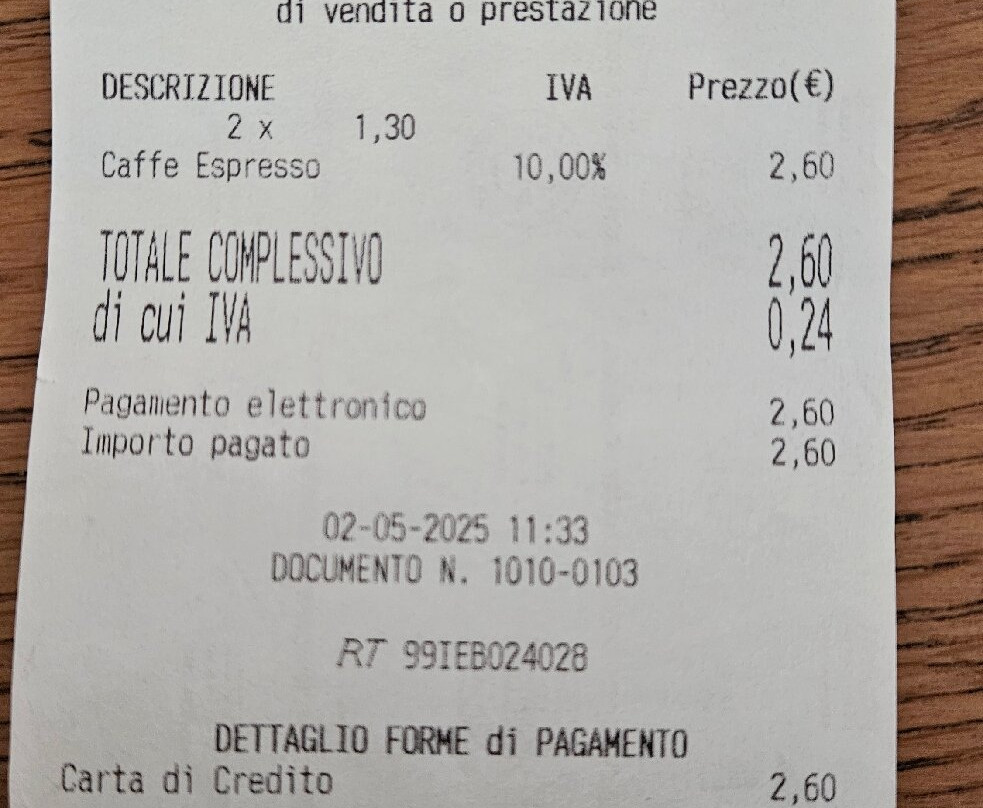 di vendita o prestazione
DESCRIZIONE IVA Prezzo(€)
2 x 1,30
Caffe Espresso 10,00% 2,60
TOTALE COMPLESSIVO 2,60
di cui IVA 0,24
Pagamento elettronico 2,60
Importo pagato 2,60
02-05-2025 11:33
DOCUMENTO N. 1010-0103
RT 99IEB024028
DETTAGLIO FORME di PAGAMENTO
Carta di Credito 2,60